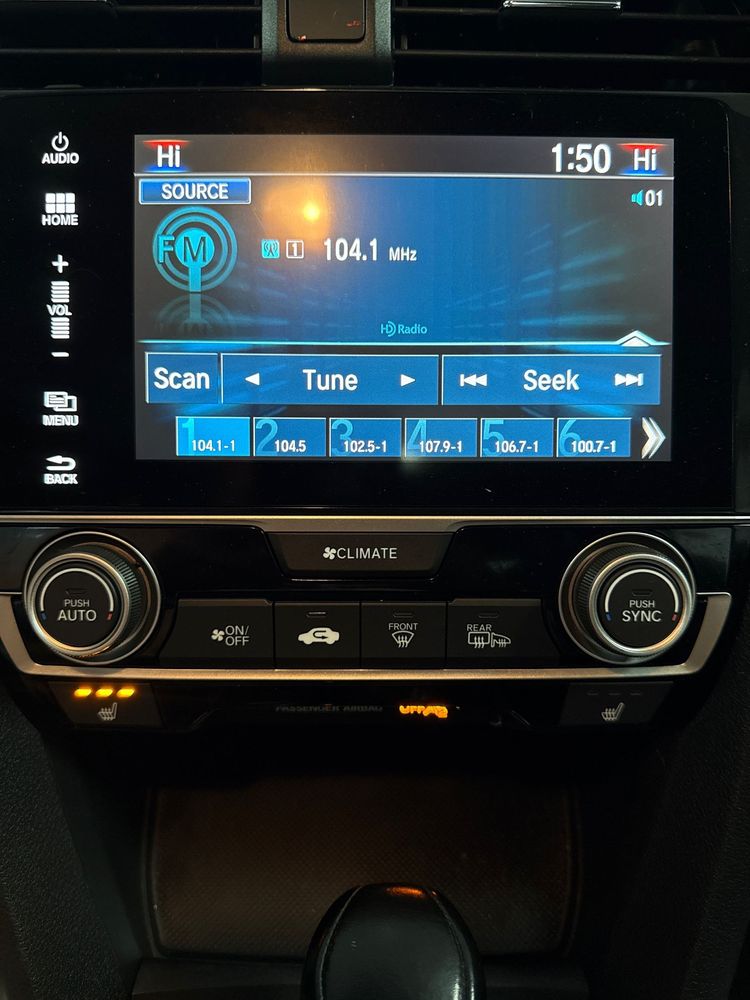 AUDIO
Hi 1:50 Hi
SOURCE
01
HOME
FM
1 104.1 MHz
VOL
HD Radio
Scan Tune Seek
MENU
1 2 3 4 5 6
104.1-1 104.5 102.5-1 107.9-1 106.7-1 100.7-1
BACK
CLIMATE
PUSH
AUTO
ON/
OFF
FRONT
REAR
PUSH
SYNC
PASSENGER AIRBAG OFF